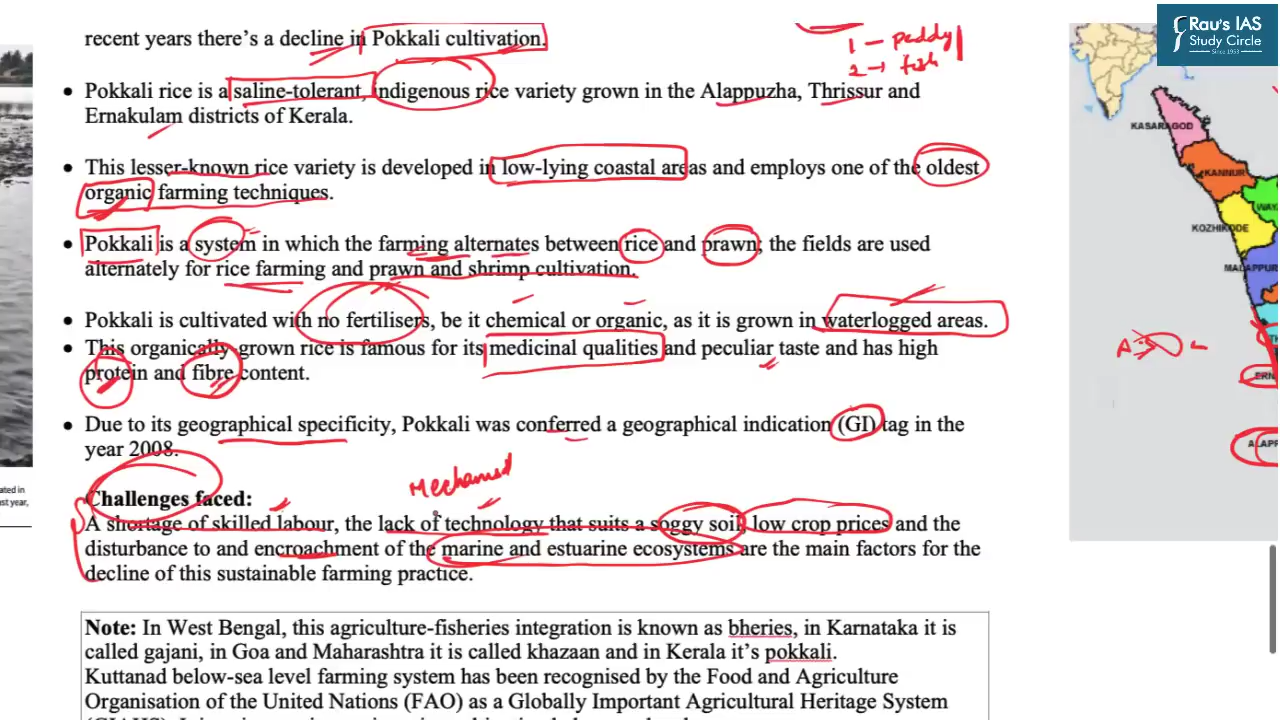 Rau's IAS
Study Circle
Since 1953
recent years there's a decline in Pokkali cultivation.
1 – paddy
2 → fish
• Pokkali rice is a saline-tolerant, indigenous rice variety grown in the Alappuzha, Thrissur and
Ernakulam districts of Kerala.
• This lesser-known rice variety is developed in low-lying coastal areas and employs one of the oldest
organic farming techniques.
• Pokkali is a system in which the farming alternates between rice and prawn; the fields are used
alternately for rice farming and prawn and shrimp cultivation.
• Pokkali is cultivated with no fertilisers, be it chemical or organic, as it is grown in waterlogged areas.
• This organically-grown rice is famous for its medicinal qualities and peculiar taste and has high
protein and fibre content.
• Due to its geographical specificity, Pokkali was conferred a geographical indication (GI) tag in the
year 2008.
Challenges faced:
A shortage of skilled labour, the lack of technology that suits a soggy soil, low crop prices and the
disturbance to and encroachment of the marine and estuarine ecosystems are the main factors for the
decline of this sustainable farming practice.
Note: In West Bengal, this agriculture-fisheries integration is known as bheries, in Karnataka it is
called gajani, in Goa and Maharashtra it is called khazaan and in Kerala it's pokkali.
Kuttanad below-sea level farming system has been recognised by the Food and Agriculture
Organisation of the United Nations (FAO) as a Globally Important Agricultural Heritage System
KASARAGOD
KANNUR
WAYA
KOZHIKODE
MALAPPUR
ERN
ALAPP
ated in
st year,